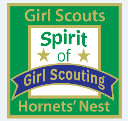 Girl Scouts
Spirit
of
Girl Scouting
Hornets' Nest